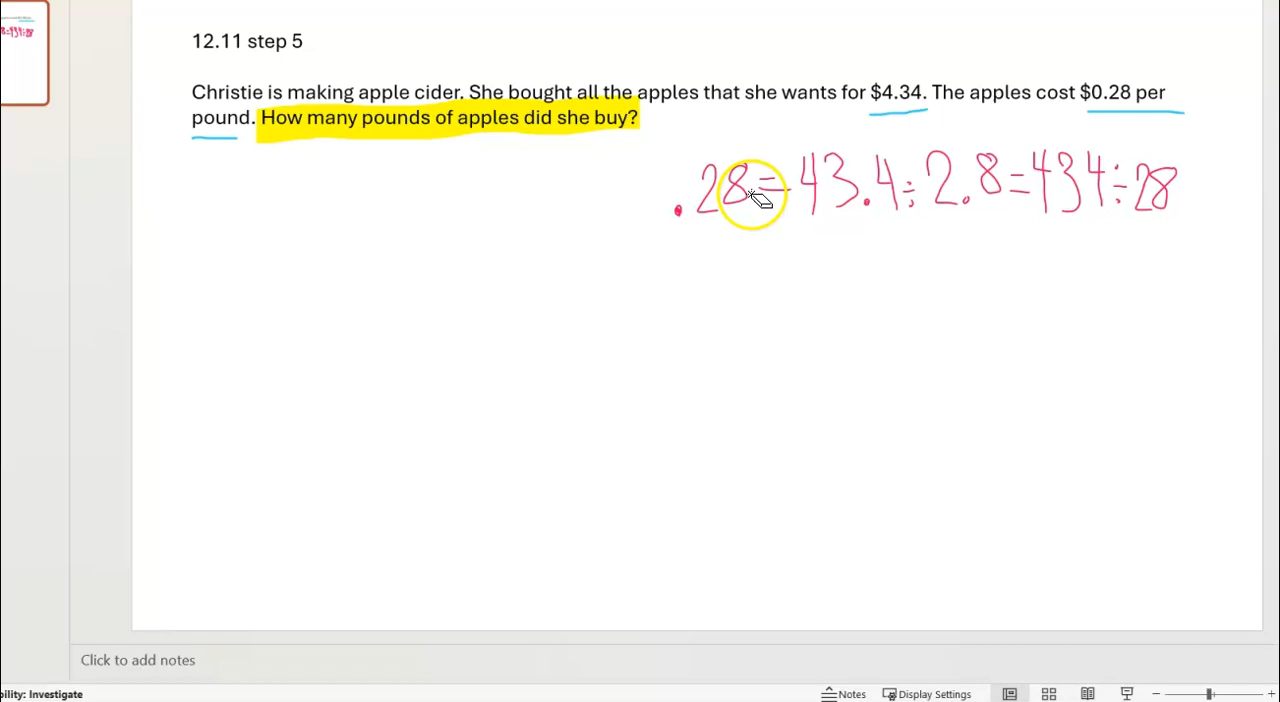 12.11 step 5
Christie is making apple cider. She bought all the apples that she wants for $4.34. The apples cost $0.28 per
pound. How many pounds of apples did she buy?
.28=43.4÷2.8=434÷28
Click to add notes
bility: Investigate
Notes
Display Settings